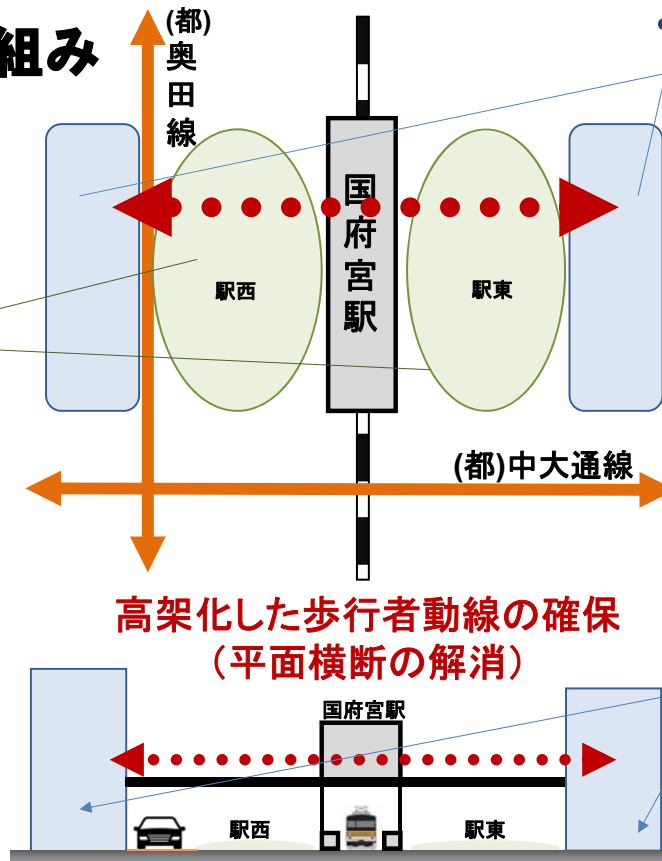 組み
(都)
奥田線
国府宮駅
駅西
駅東
(都)中大通線
高架化した歩行者動線の確保
（平面横断の解消）
国府宮駅
駅西
駅東